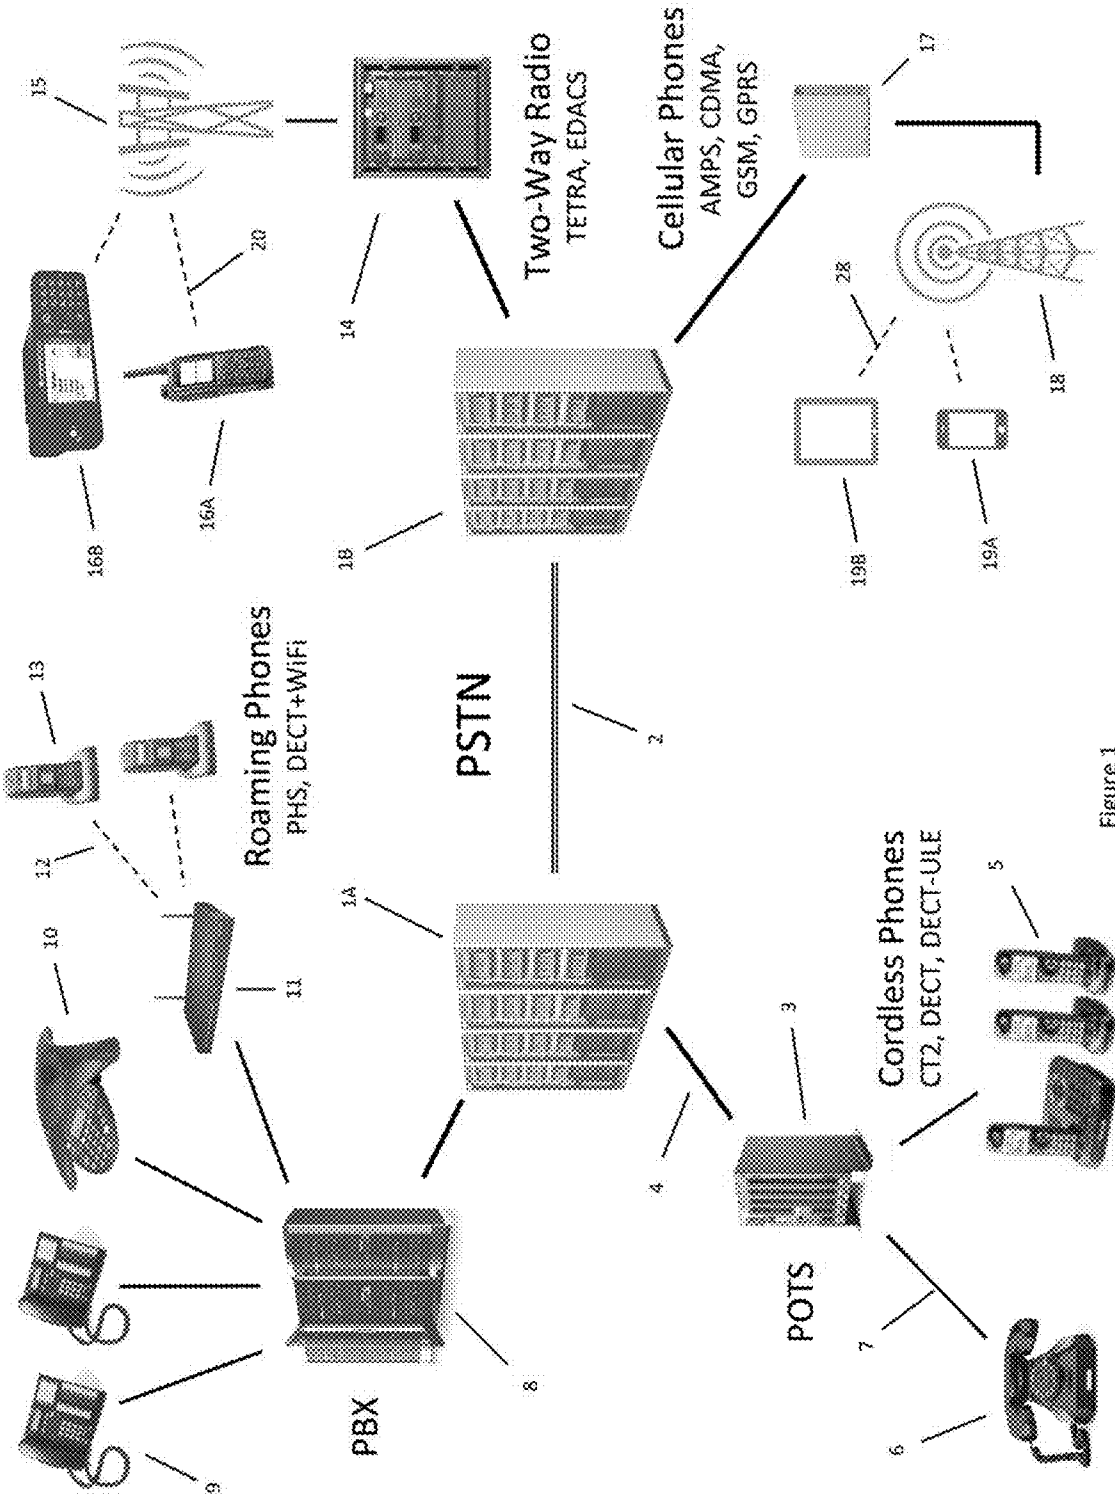 13
15
12
10
16B
16A
20
9
Roaming Phones
PHS, DECT+WiFi
11
PBX
1A
1B
14
8
PSTN
Two-Way Radio
TETRA, EDACS
4
2
Cellular Phones
AMPS, CDMA,
GSM, GPRS
POTS
3
7
28
19B
17
6
Cordless Phones
CT2, DECT, DECT-ULE
5
19A
18
Figure 1